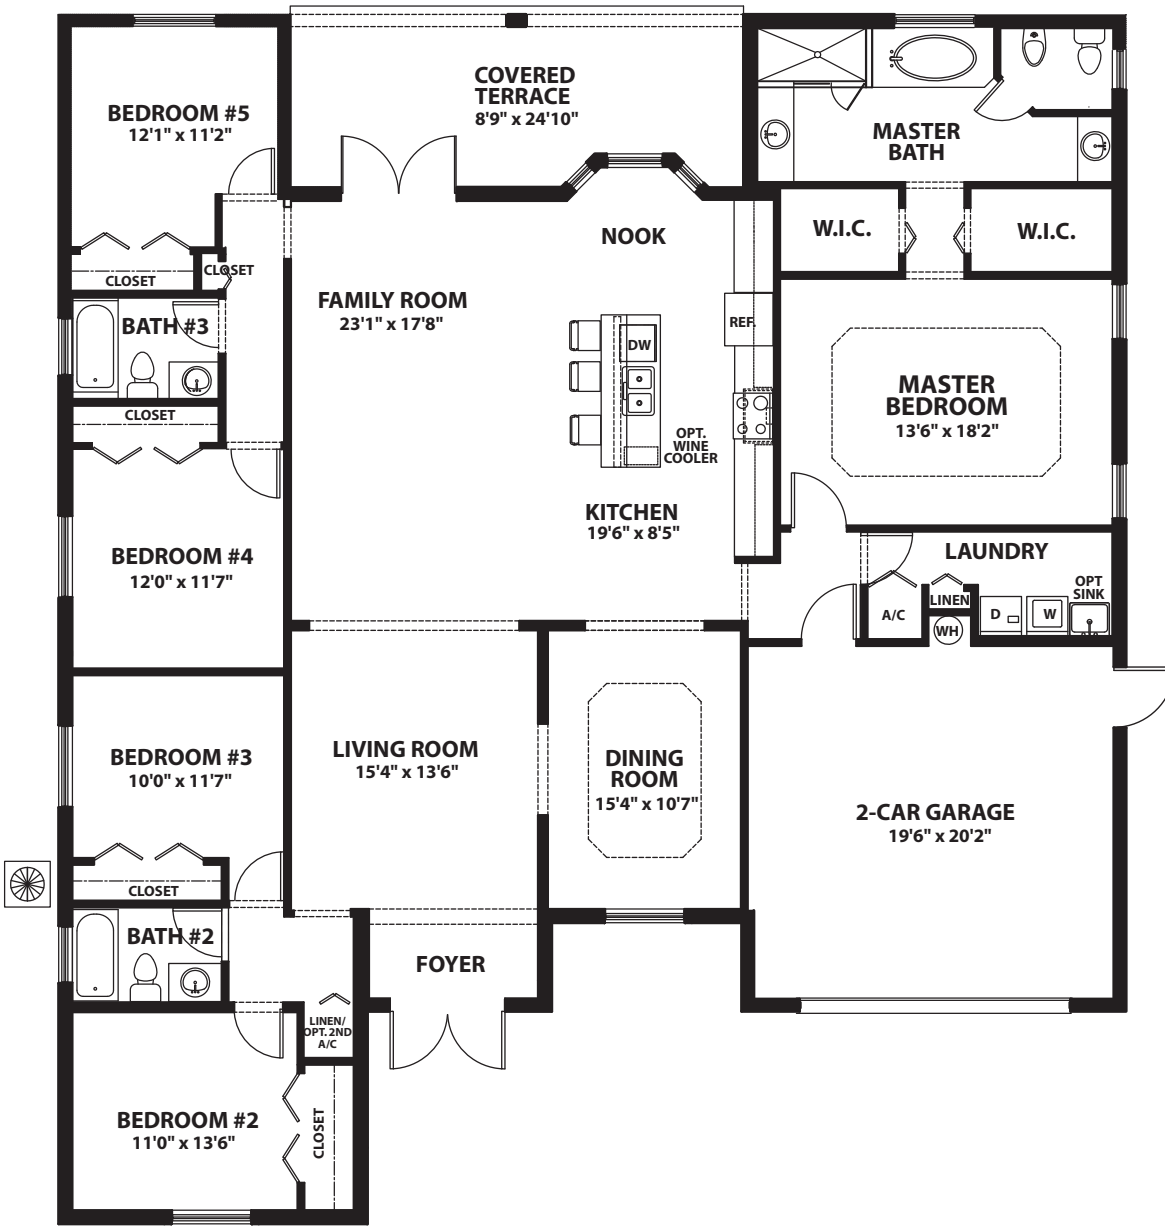 BEDROOM #5
12'1" x 11'2"
COVERED
TERRACE
8'9" x 24'10"
MASTER
BATH
W.I.C.
W.I.C.
NOOK
CLOSET
CLOSET
FAMILY ROOM
23'1" x 17'8"
BATH #3
REF.
DW
MASTER
BEDROOM
13'6" x 18'2"
CLOSET
OPT.
WINE
COOLER
KITCHEN
19'6" x 8'5"
BEDROOM #4
12'0" x 11'7"
LAUNDRY
OPT
SINK
LINEN
A/C
D
W
WH
BEDROOM #3
10'0" x 11'7"
LIVING ROOM
15'4" x 13'6"
DINING
ROOM
15'4" x 10'7"
2-CAR GARAGE
19'6" x 20'2"
CLOSET
BATH #2
FOYER
LINEN/
OPT. 2ND
A/C
BEDROOM #2
11'0" x 13'6"
CLOSET